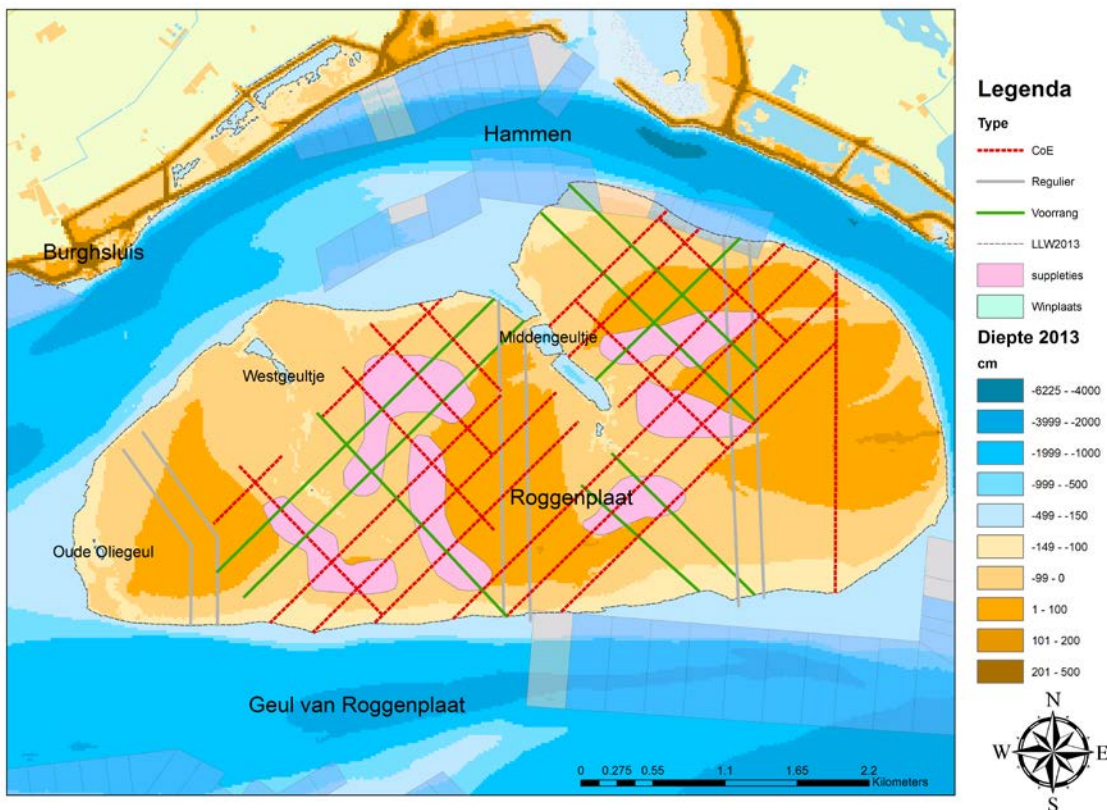 Hammen
Burghsluis
Middengeultje
Westgeultje
Roggenplaat
Oude Oliegeul
Geul van Roggenplaat
0 0.275 0.55 1.1 1.65 2.2
Kilometers
Legenda
Type
CoE
Regulier
Voorrang
LLW2013
suppleties
Winplaats
Diepte 2013
cm
-6225 - -4000
-3999 - -2000
-1999 - -1000
-999 - -500
-499 - -150
-149 - -100
-99 - 0
1 - 100
101 - 200
201 - 500
N
W E
S